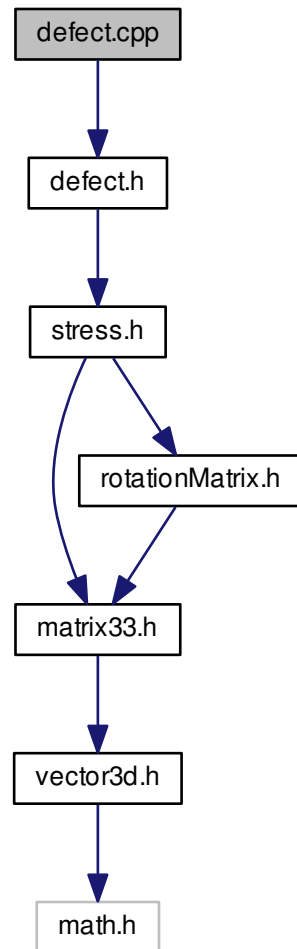 defect.cpp
defect.h
stress.h
rotationMatrix.h
matrix33.h
vector3d.h
math.h